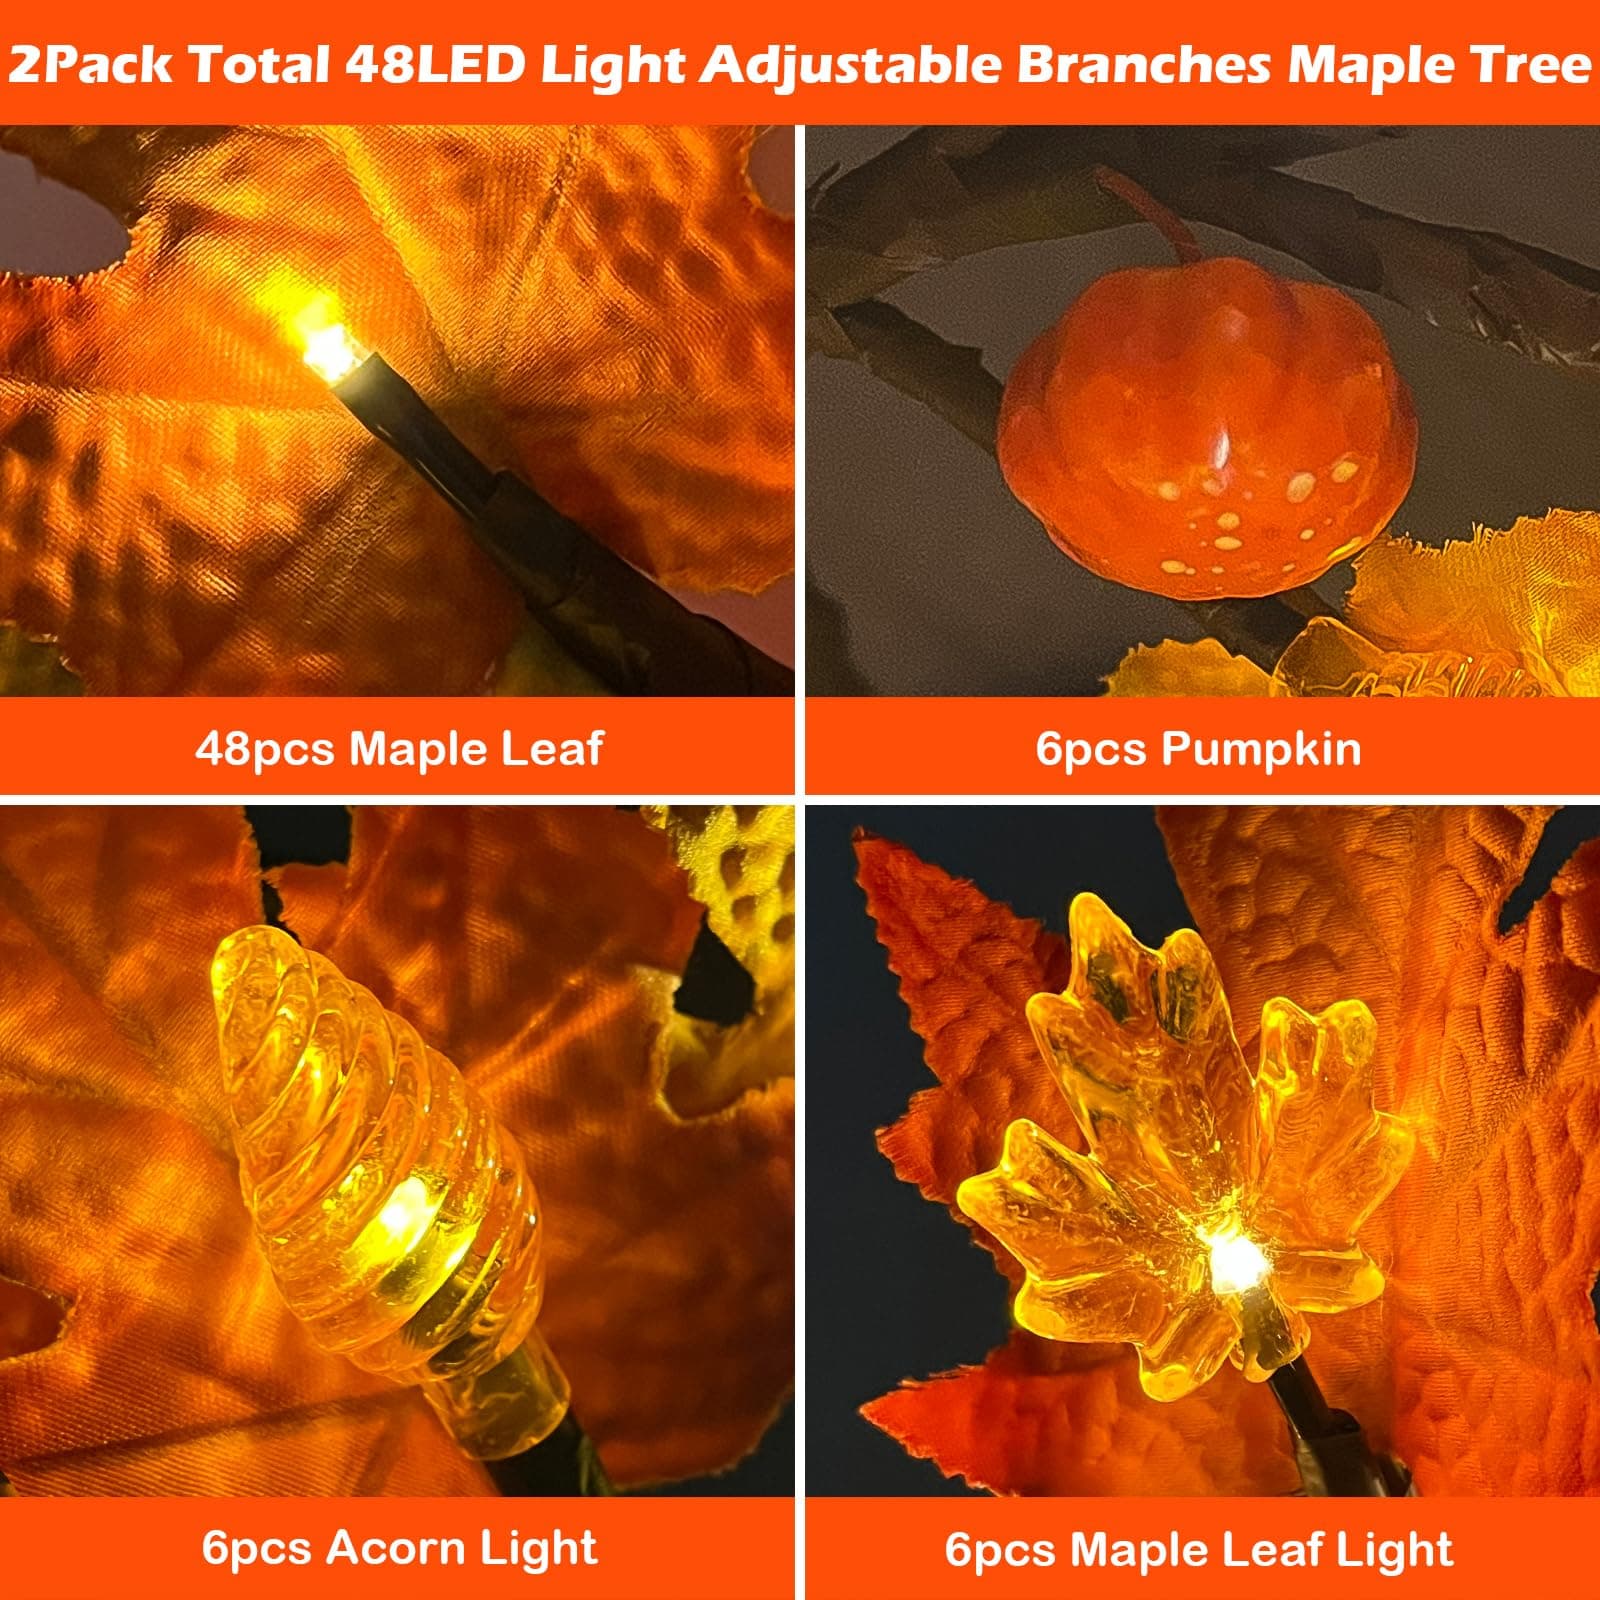 2Pack Total 48LED Light Adjustable Branches Maple Tree
48pcs Maple Leaf
6pcs Pumpkin
6pcs Acorn Light
6pcs Maple Leaf Light